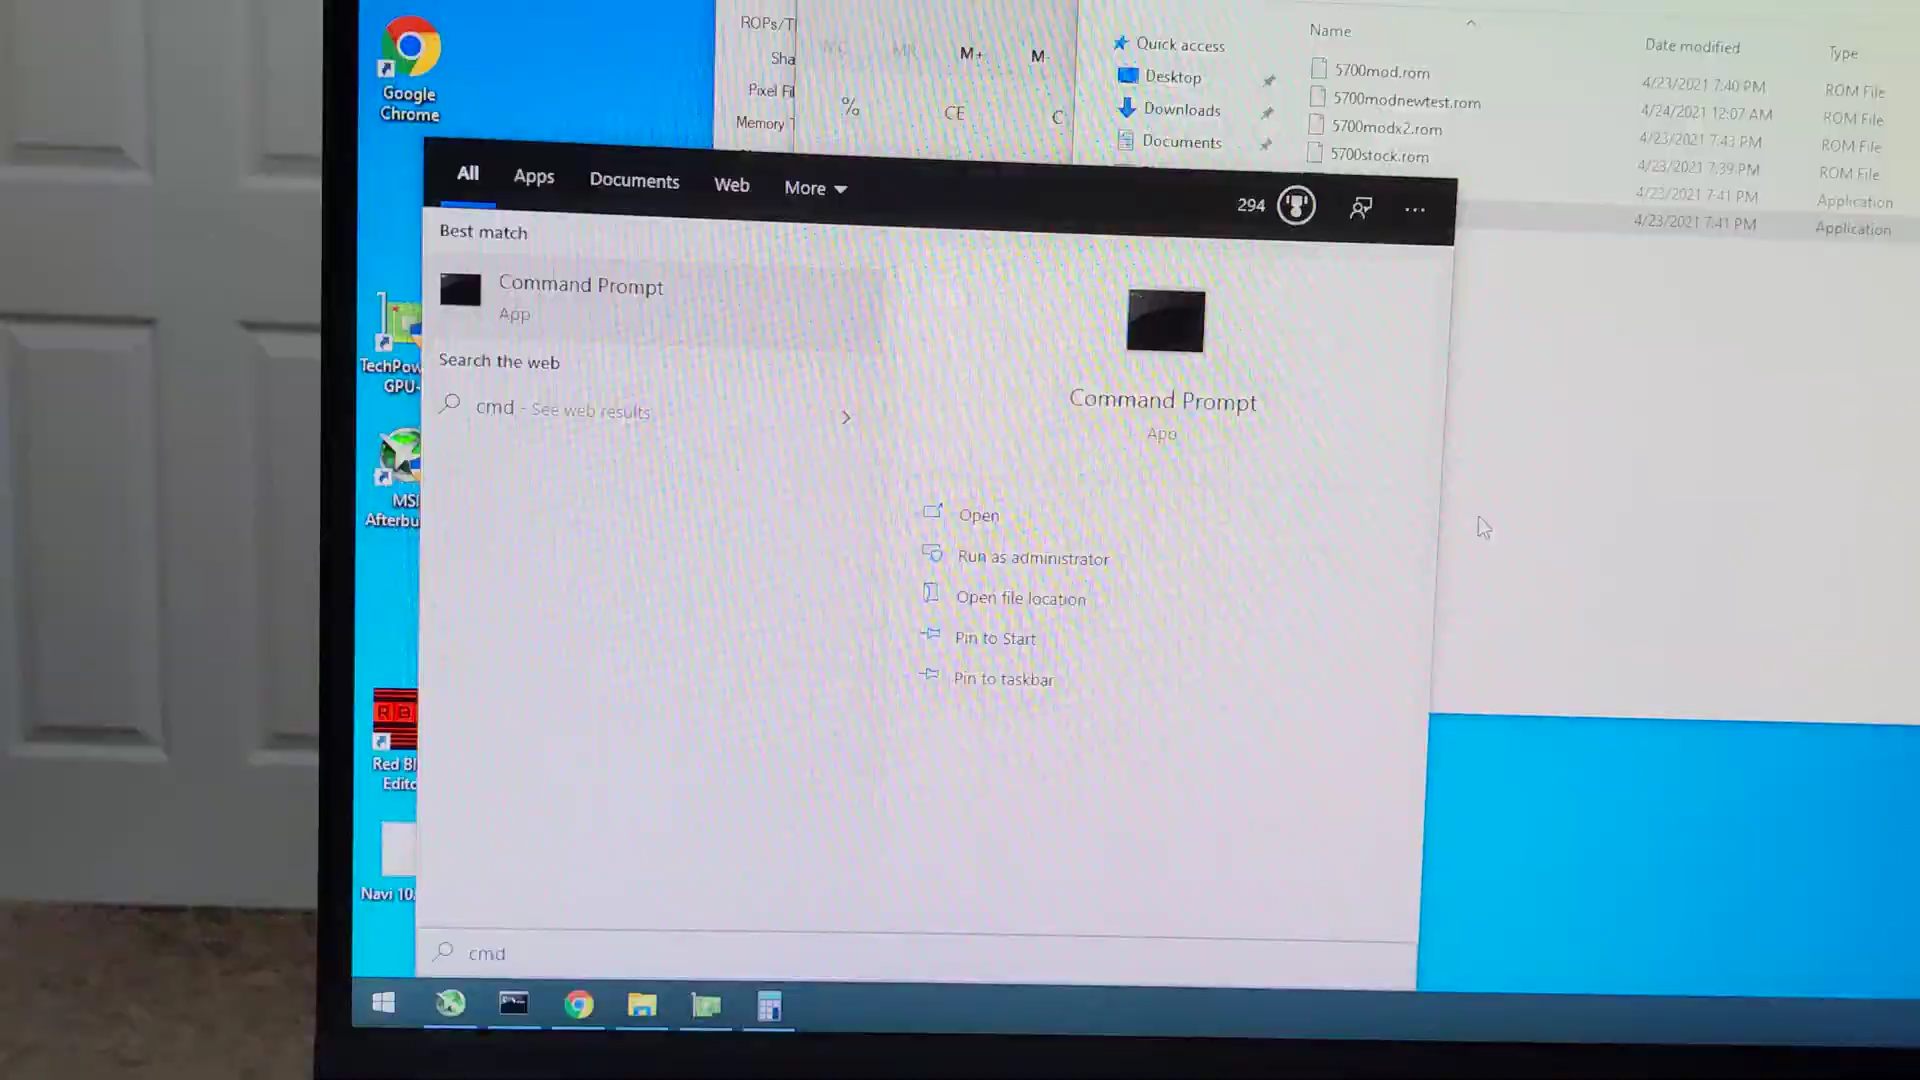 Google
Chrome
TechPow
GPU-
MSI
Afterbu
RB
Red Bl
Edito
Navi 10.
ROPs/T
Sha
Pixel Fil
Memory T
MC
MR
M+
M-
%
CE
C
Quick access
Desktop
Downloads
Documents
Name
Date modified
Type
5700mod.rom
4/23/2021 7:40 PM
ROM File
5700modnewtest.rom
4/24/2021 12:07 AM
ROM File
5700modx2.rom
4/23/2021 7:43 PM
ROM File
5700stock.rom
4/23/2021 7:39 PM
ROM File
4/23/2021 7:41 PM
Application
4/23/2021 7:41 PM
Application
All
Apps
Documents
Web
More
294
Best match
Command Prompt
App
Search the web
cmd - See web results
Command Prompt
App
Open
Run as administrator
Open file location
Pin to Start
Pin to taskbar
cmd